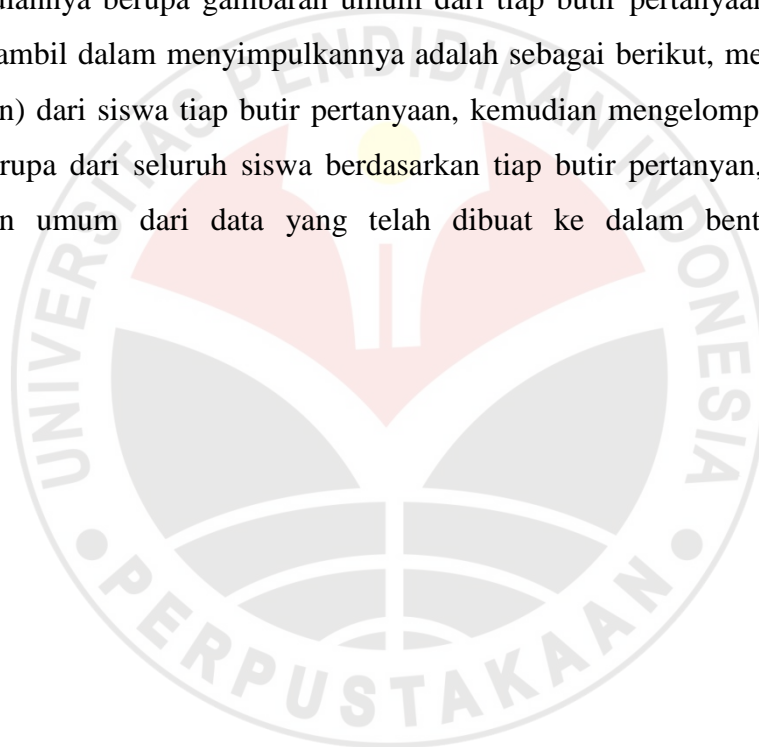 berupa gambaran umum dari tiap butir pertanyaan
ambil dalam menyimpulkannya adalah sebagai berikut, me
n) dari siswa tiap butir pertanyaan, kemudian mengelomp
rupa dari seluruh siswa berdasarkan tiap butir pertanyan,
n umum dari data yang telah dibuat ke dalam bent
UNIVERSITAS PENDIDIKAN INDONESIA
PERPUSTAKAAN